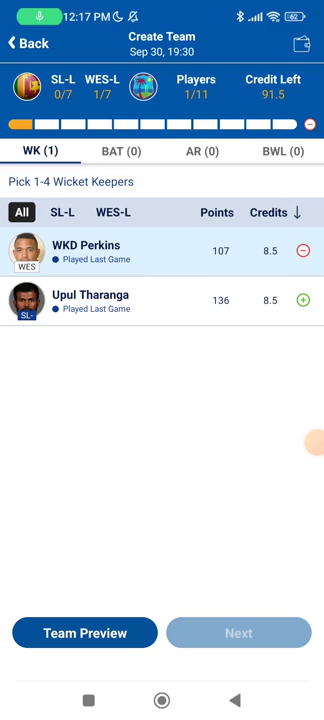 12:17 PM
62
Back
Create Team
Sep 30, 19:30
SL-L
0/7
WES-L
1/7
Players
1/11
Credit Left
91.5
WK (1)
BAT (0)
AR (0)
BWL (0)
Pick 1-4 Wicket Keepers
All
SL-L
WES-L
Points
Credits ↓
WKD Perkins
Played Last Game
WES
107
8.5
Upul Tharanga
Played Last Game
SL-
136
8.5
Team Preview
Next